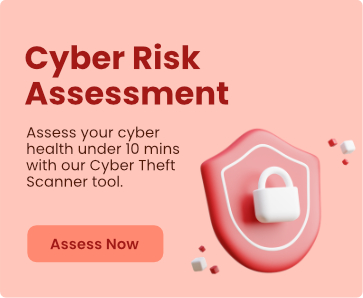 Cyber Risk
Assessment
Assess your cyber
health under 10 mins
with our Cyber Theft
Scanner tool.
Assess Now